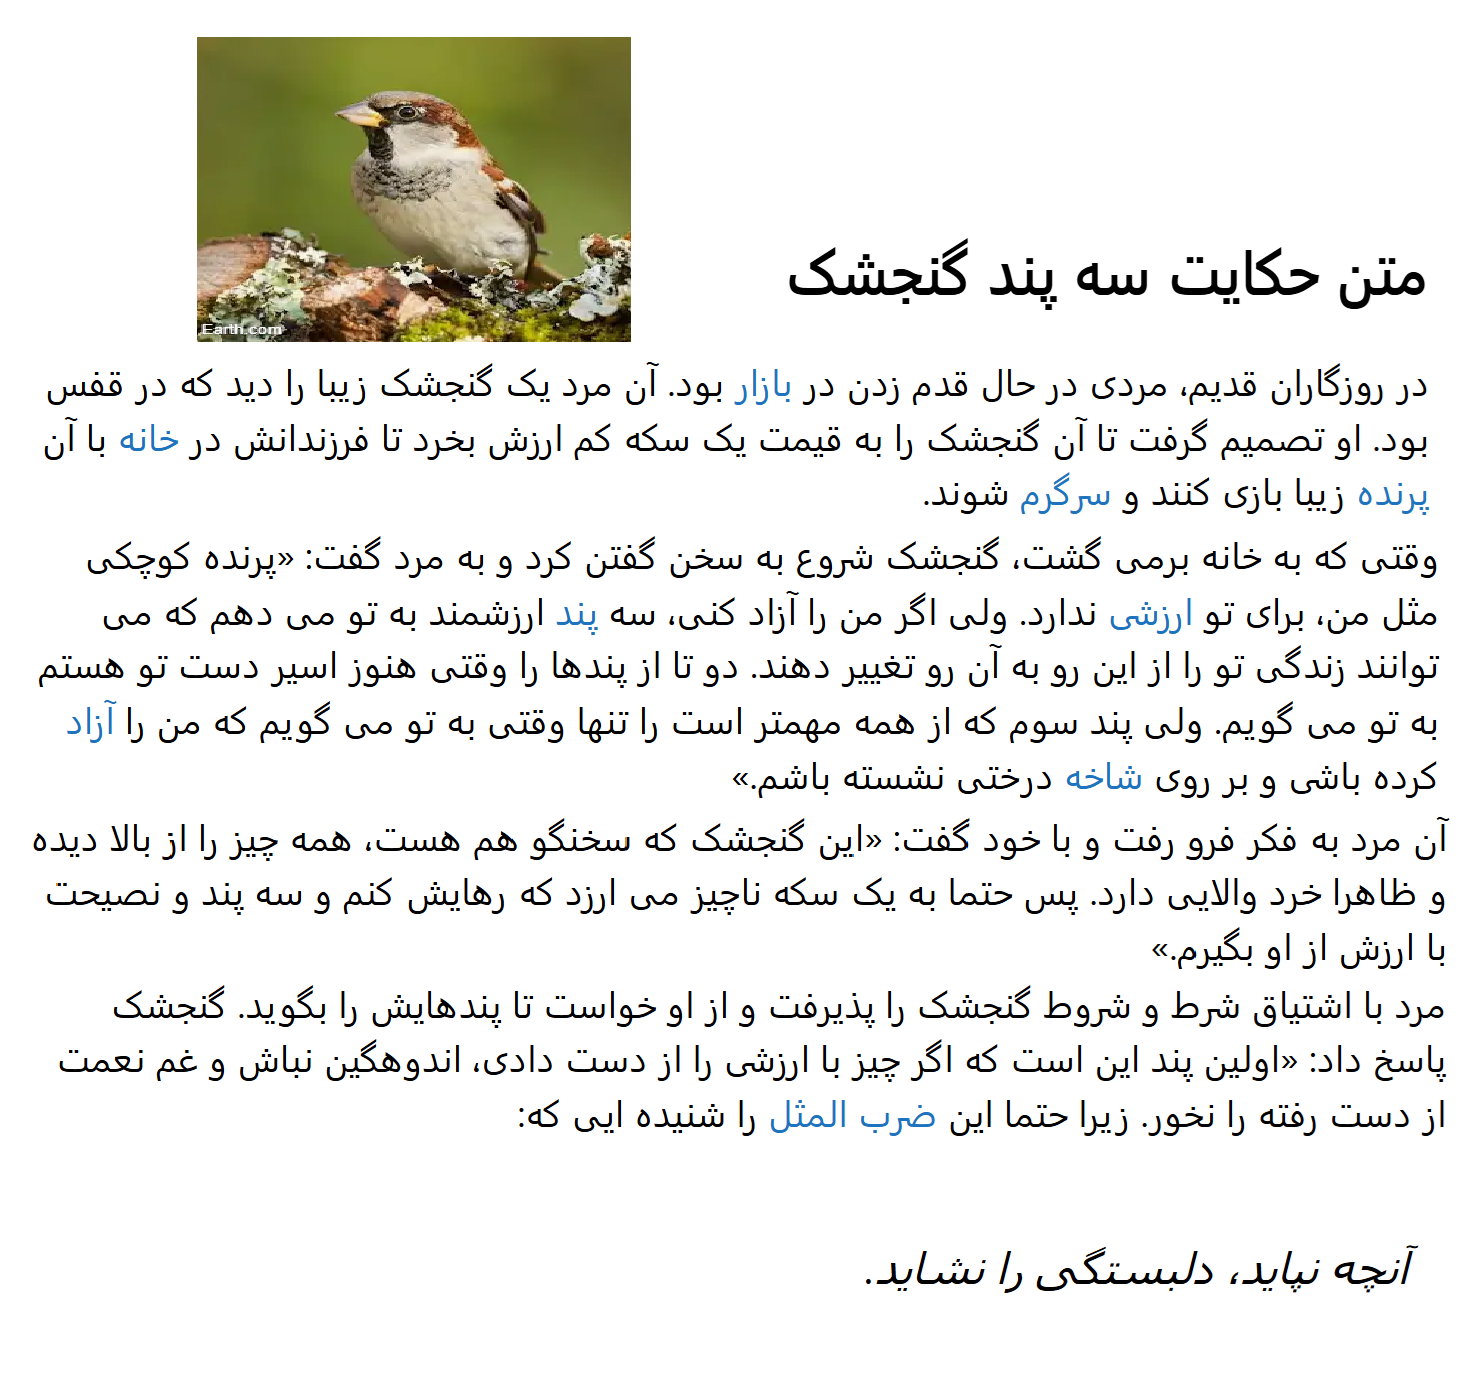 Earth.com
متن حکایت سه پند گنجشک
در روزگاران قدیم، مردی در حال قدم زدن در بازار بود. آن مرد یک گنجشک زیبا را دید که در قفس
بود. او تصمیم گرفت تا آن گنجشک را به قیمت یک سکه کم ارزش بخرد تا فرزندانش در خانه با آن
پرنده زیبا بازی کنند و سرگرم شوند.
وقتی که به خانه برمی گشت، گنجشک شروع به سخن گفتن کرد و به مرد گفت: «پرنده کوچکی
مثل من، برای تو ارزشی ندارد. ولی اگر من را آزاد کنی، سه پند ارزشمند به تو می دهم که می
توانند زندگی تو را از این رو به آن رو تغییر دهند. دو تا از پندها را وقتی هنوز اسیر دست تو هستم
به تو می گویم. ولی پند سوم که از همه مهمتر است را تنها وقتی به تو می گویم که من را آزاد
کرده باشی و بر روی شاخه درختی نشسته باشم.»
آن مرد به فکر فرو رفت و با خود گفت: «این گنجشک که سخنگو هم هست، همه چیز را از بالا دیده
و ظاهرا خرد والایی دارد. پس حتما به یک سکه ناچیز می ارزد که رهایش کنم و سه پند و نصیحت
با ارزش از او بگیرم.»
مرد با اشتیاق شرط و شروط گنجشک را پذیرفت و از او خواست تا پندهایش را بگوید. گنجشک
پاسخ داد: «اولین پند این است که اگر چیز با ارزشی را از دست دادی، اندوهگین نباش و غم نعمت
از دست رفته را نخور. زیرا حتما این ضرب المثل را شنیده ایی که:
آنچه نپاید، دلبستگی را نشاید.